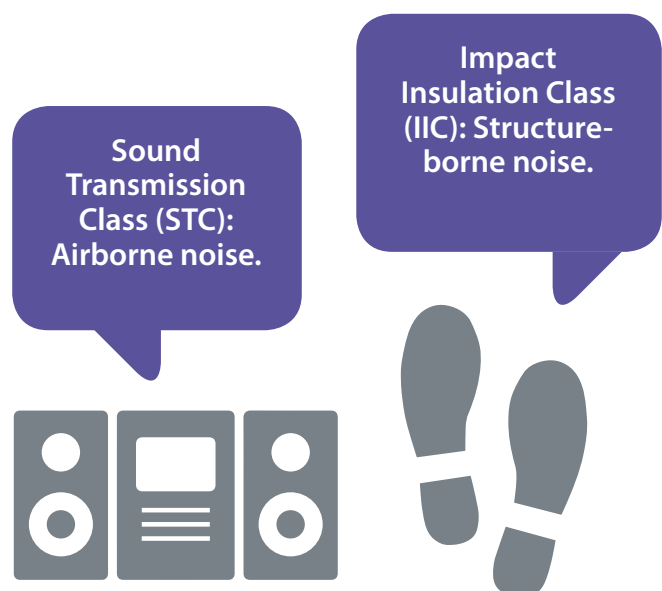 Sound
Transmission
Class (STC):
Airborne noise.
Impact
Insulation Class
(IIC): Structure-
borne noise.